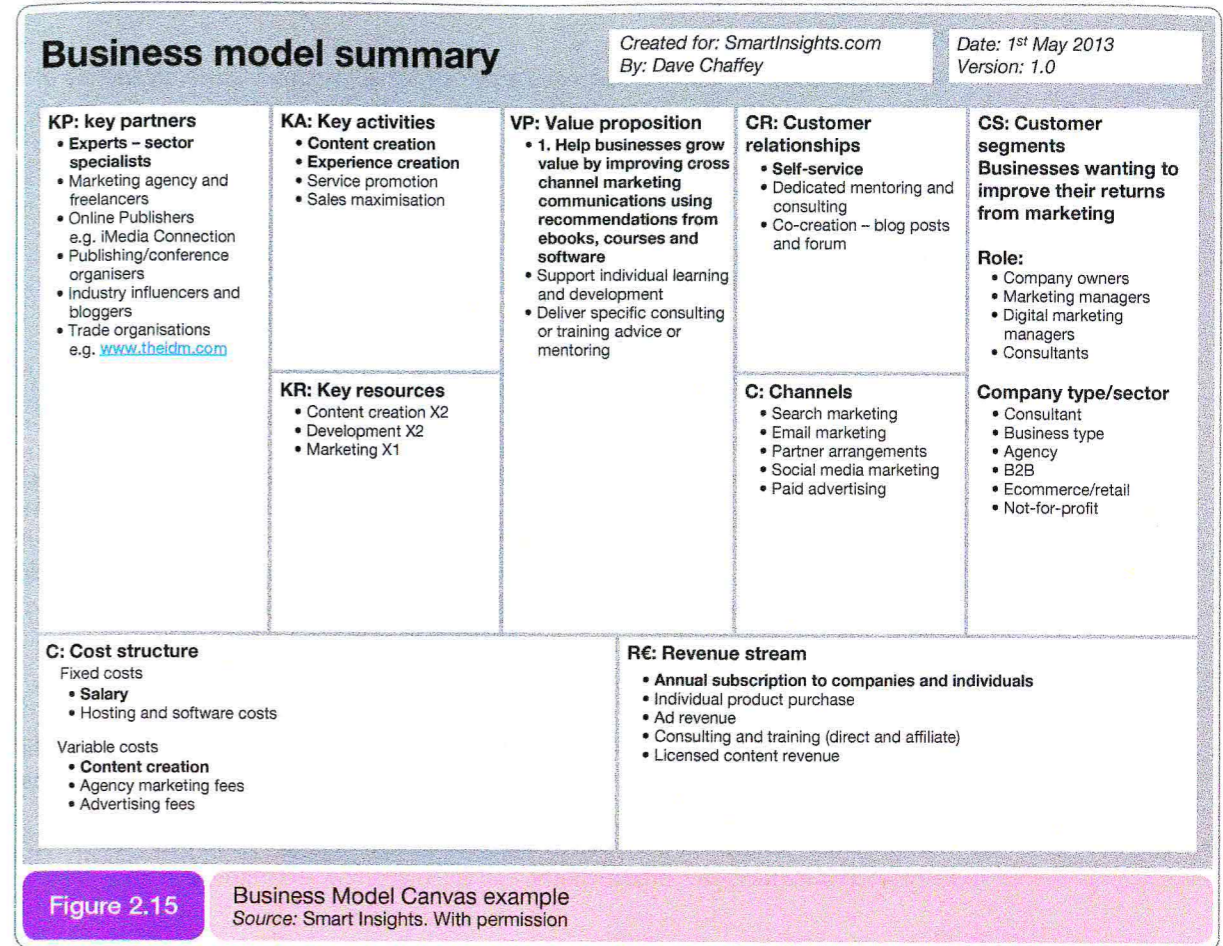 Business model summary
Created for: SmartInsights.com
By: Dave Chaffey
Date: 1st May 2013
Version: 1.0
KP: key partners
• Experts – sector
specialists
• Marketing agency and
freelancers
• Online Publishers
e.g. iMedia Connection
• Publishing/conference
organisers
• Industry influencers and
bloggers
• Trade organisations
e.g. www.theidm.com
KA: Key activities
• Content creation
• Experience creation
• Service promotion
• Sales maximisation
KR: Key resources
• Content creation X2
• Development X2
• Marketing X1
VP: Value proposition
• 1. Help businesses grow
value by improving cross
channel marketing
communications using
recommendations from
ebooks, courses and
software
• Support individual learning
and development
• Deliver specific consulting
or training advice or
mentoring
CR: Customer
relationships
• Self-service
• Dedicated mentoring and
consulting
• Co-creation – blog posts
and forum
C: Channels
• Search marketing
• Email marketing
• Partner arrangements
• Social media marketing
• Paid advertising
CS: Customer
segments
Businesses wanting to
improve their returns
from marketing
Role:
• Company owners
• Marketing managers
• Digital marketing
managers
• Consultants
Company type/sector
• Consultant
• Business type
• Agency
• B2B
• Ecommerce/retail
• Not-for-profit
C: Cost structure
Fixed costs
• Salary
• Hosting and software costs
Variable costs
• Content creation
• Agency marketing fees
• Advertising fees
R€: Revenue stream
• Annual subscription to companies and individuals
• Individual product purchase
• Ad revenue
• Consulting and training (direct and affiliate)
• Licensed content revenue
Figure 2.15
Business Model Canvas example
Source: Smart Insights. With permission